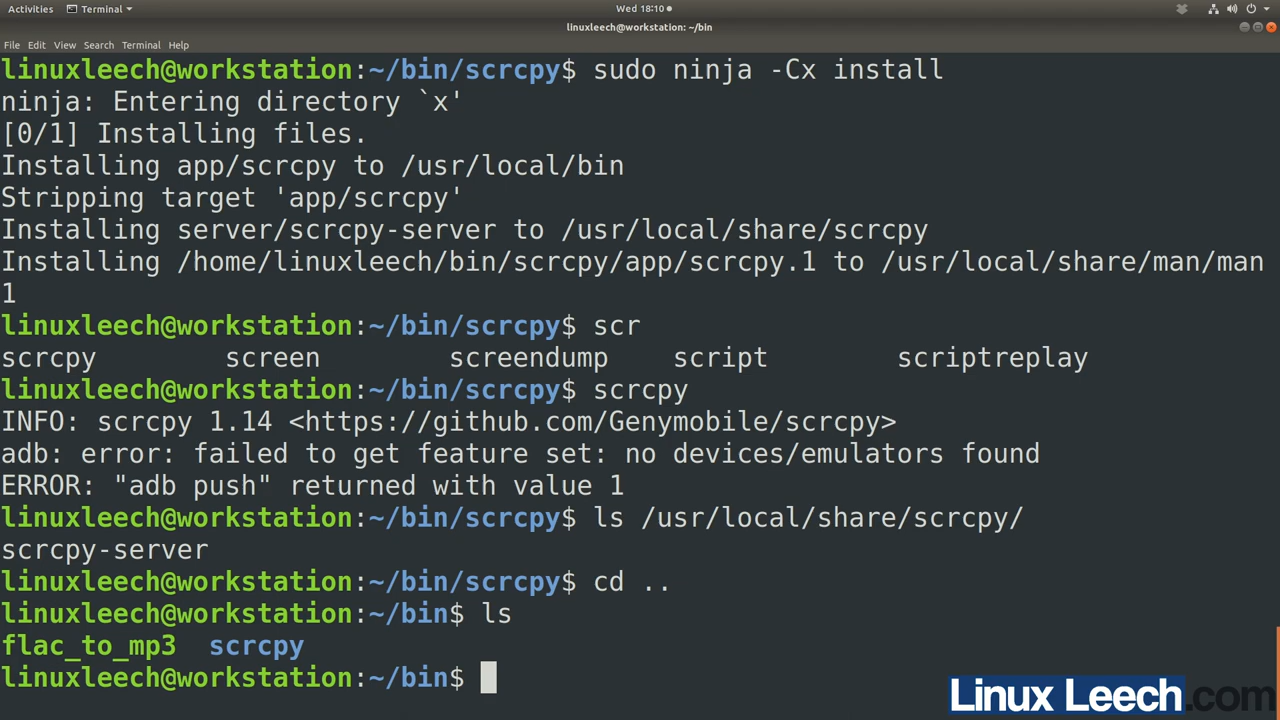 Activities Terminal Wed 18:10
linuxleech@workstation: ~/bin
File Edit View Search Terminal Help
linuxleech@workstation:~/bin/scrcpy$ sudo ninja -Cx install
ninja: Entering directory `x'
[0/1] Installing files.
Installing app/scrcpy to /usr/local/bin
Stripping target 'app/scrcpy'
Installing server/scrcpy-server to /usr/local/share/scrcpy
Installing /home/linuxleech/bin/scrcpy/app/scrcpy.1 to /usr/local/share/man/man
1
linuxleech@workstation:~/bin/scrcpy$ scr
scrcpy screen screendump script scriptreplay
linuxleech@workstation:~/bin/scrcpy$ scrcpy
INFO: scrcpy 1.14 <https://github.com/Genymobile/scrcpy>
adb: error: failed to get feature set: no devices/emulators found
ERROR: "adb push" returned with value 1
linuxleech@workstation:~/bin/scrcpy$ ls /usr/local/share/scrcpy/
scrcpy-server
linuxleech@workstation:~/bin/scrcpy$ cd ..
linuxleech@workstation:~/bin$ ls
flac_to_mp3 scrcpy
linuxleech@workstation:~/bin$
Linux Leech.com